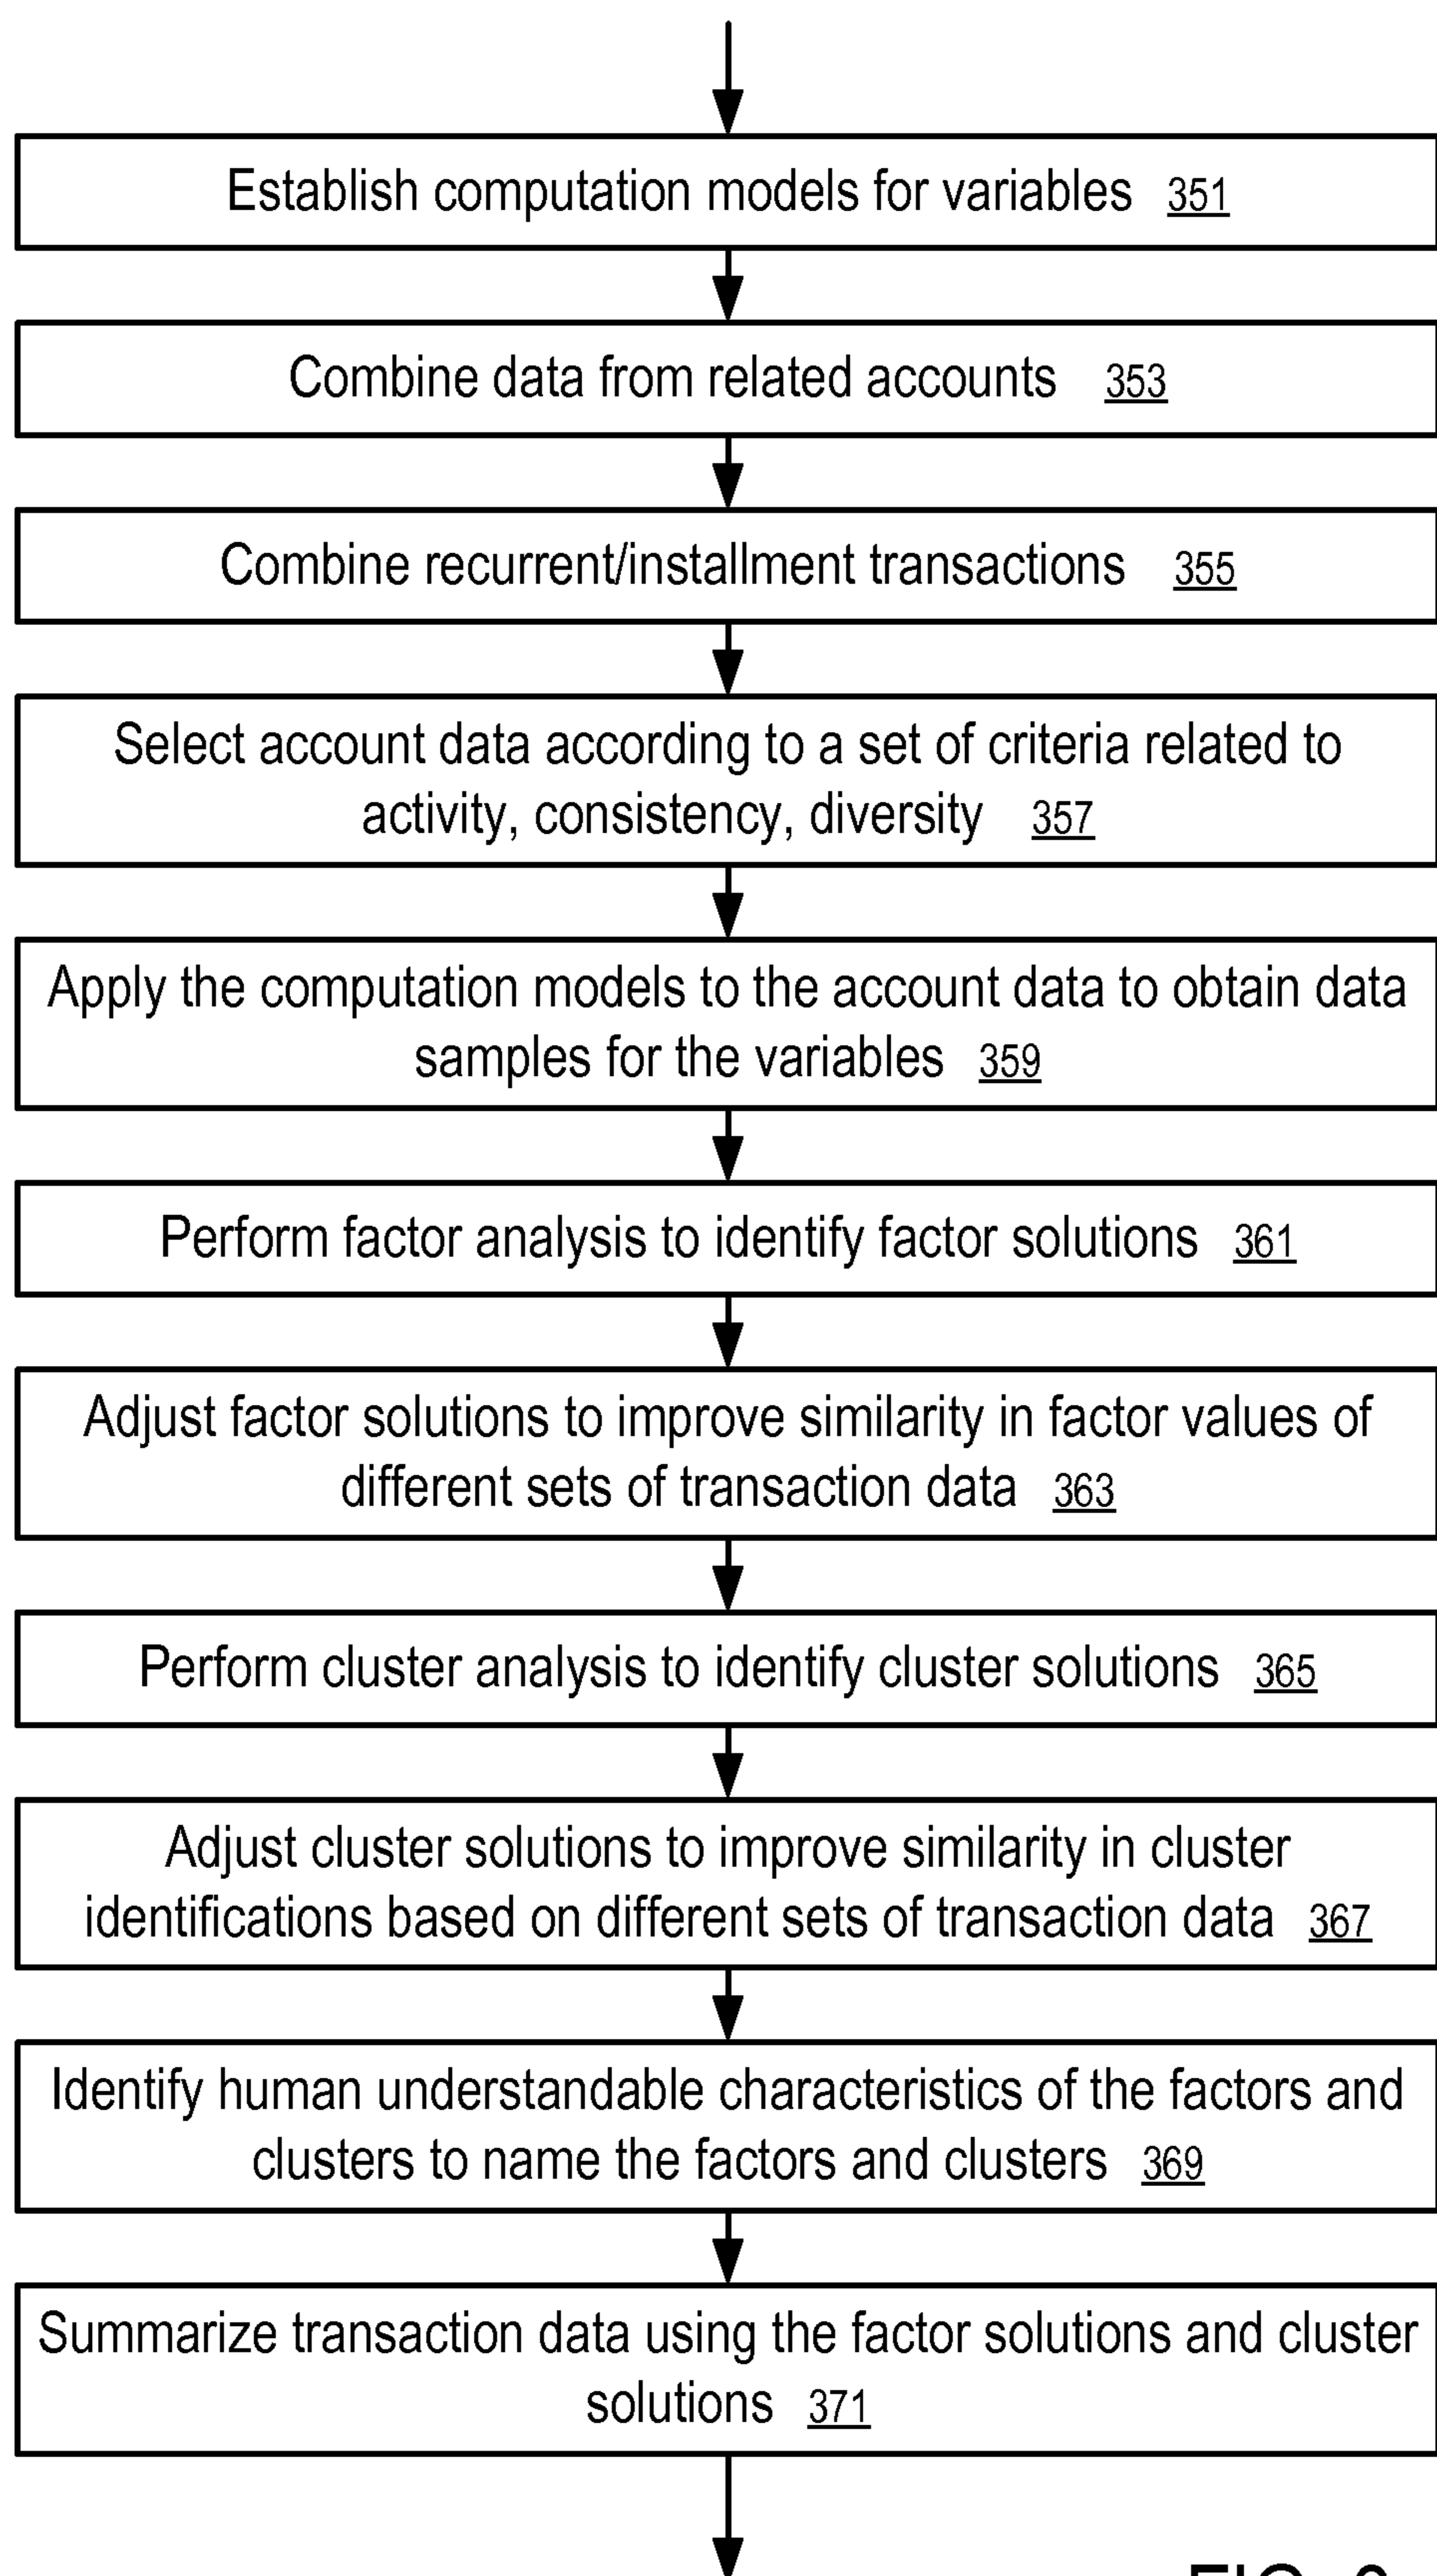 Establish computation models for variables 351
Combine data from related accounts 353
Combine recurrent/installment transactions 355
Select account data according to a set of criteria related to
activity, consistency, diversity 357
Apply the computation models to the account data to obtain data
samples for the variables 359
Perform factor analysis to identify factor solutions 361
Adjust factor solutions to improve similarity in factor values of
different sets of transaction data 363
Perform cluster analysis to identify cluster solutions 365
Adjust cluster solutions to improve similarity in cluster
identifications based on different sets of transaction data 367
Identify human understandable characteristics of the factors and
clusters to name the factors and clusters 369
Summarize transaction data using the factor solutions and cluster
solutions 371
FIG.